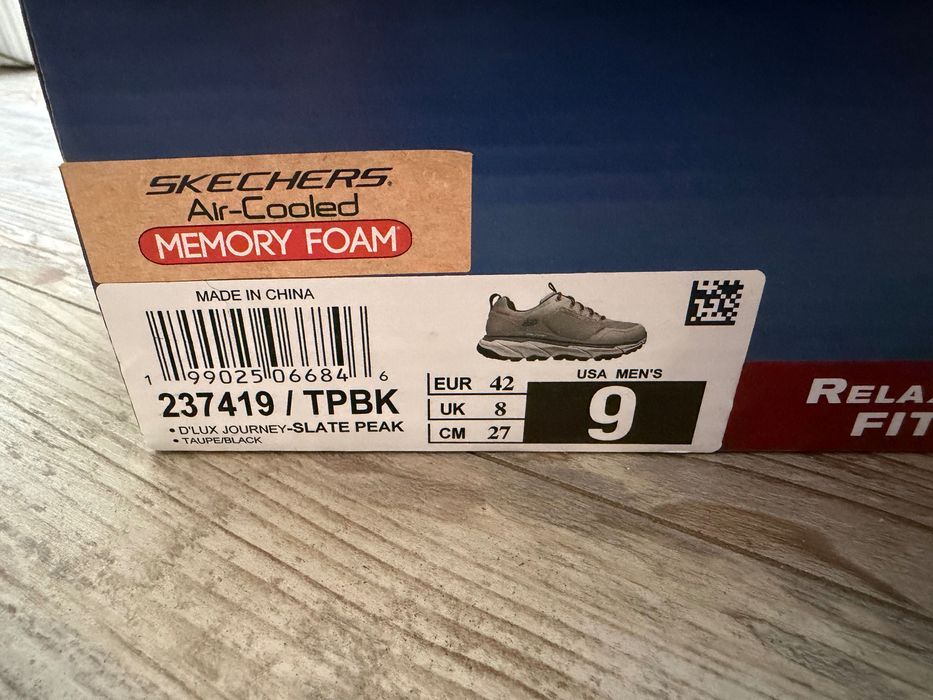 SKECHERS®
Air-Cooled
MEMORY FOAM®
MADE IN CHINA
1 99025 06684 6
237419 / TPBK
• D'LUX JOURNEY-SLATE PEAK
• TAUPE/BLACK
EUR 42
UK 8
CM 27
USA MEN'S
9
FIT